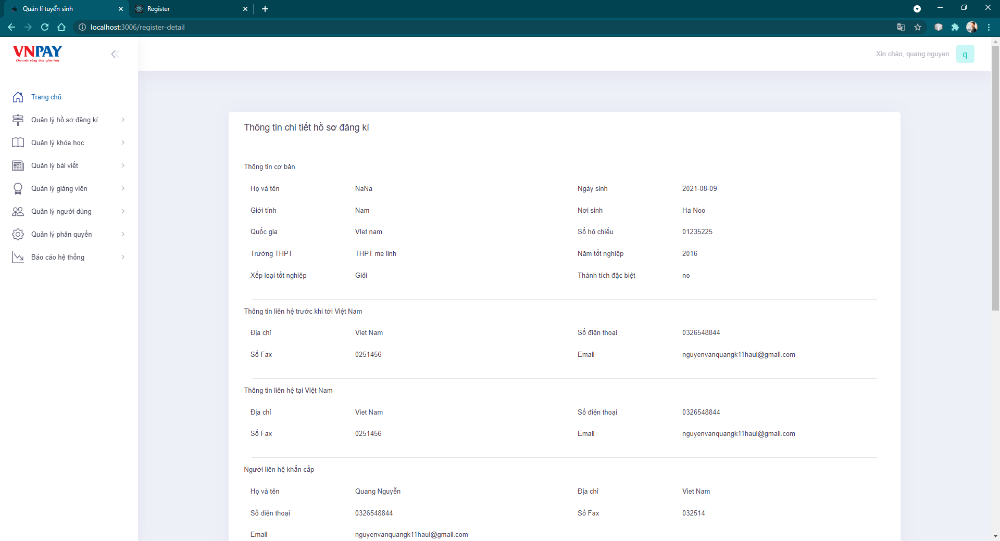 Quản lí tuyển sinh
Register
localhost:3006/register-detail
VNPAY
Cho cuộc sống đơn giản hơn
Xin chào, quang nguyen
q
Trang chủ
Quản lý hồ sơ đăng kí
Quản lý khóa học
Quản lý bài viết
Quản lý giảng viên
Quản lý người dùng
Quản lý phân quyền
Báo cáo hệ thống
Thông tin chi tiết hồ sơ đăng kí
Thông tin cơ bản
Họ và tên NaNa Ngày sinh 2021-08-09
Giới tính Nam Nơi sinh Ha Noo
Quốc gia VIet nam Số hộ chiếu 01235225
Trường THPT THPT me linh Năm tốt nghiệp 2016
Xếp loại tốt nghiệp Giỏi Thành tích đặc biệt no
Thông tin liên hệ trước khi tới Việt Nam
Địa chỉ Viet Nam Số điện thoại 0326548844
Số Fax 0251456 Email nguyenvanquangk11haui@gmail.com
Thông tin liên hệ tại Việt Nam
Địa chỉ Viet Nam Số điện thoại 0326548844
Số Fax 0251456 Email nguyenvanquangk11haui@gmail.com
Người liên hệ khẩn cấp
Họ và tên Quang Nguyễn Địa chỉ Viet Nam
Số điện thoại 0326548844 Số Fax 032514
Email nguyenvanquangk11haui@gmail.com